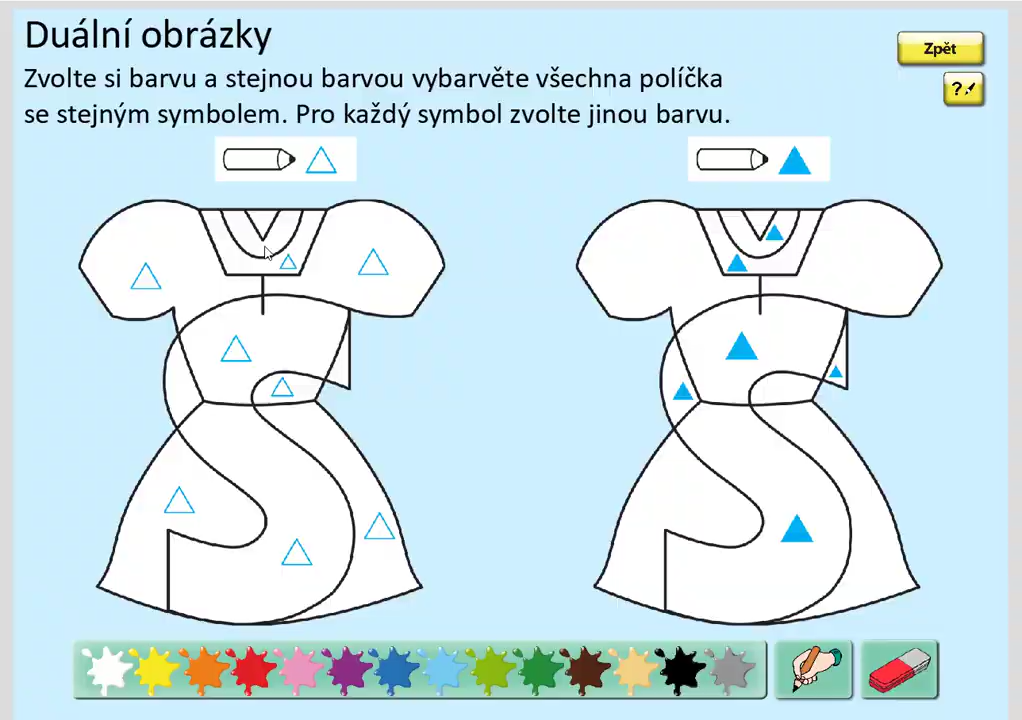 Duální obrázky
Zpět
Zvolte si barvu a stejnou barvou vybarvěte všechna políčka
?
se stejným symbolem. Pro každý symbol zvolte jinou barvu.